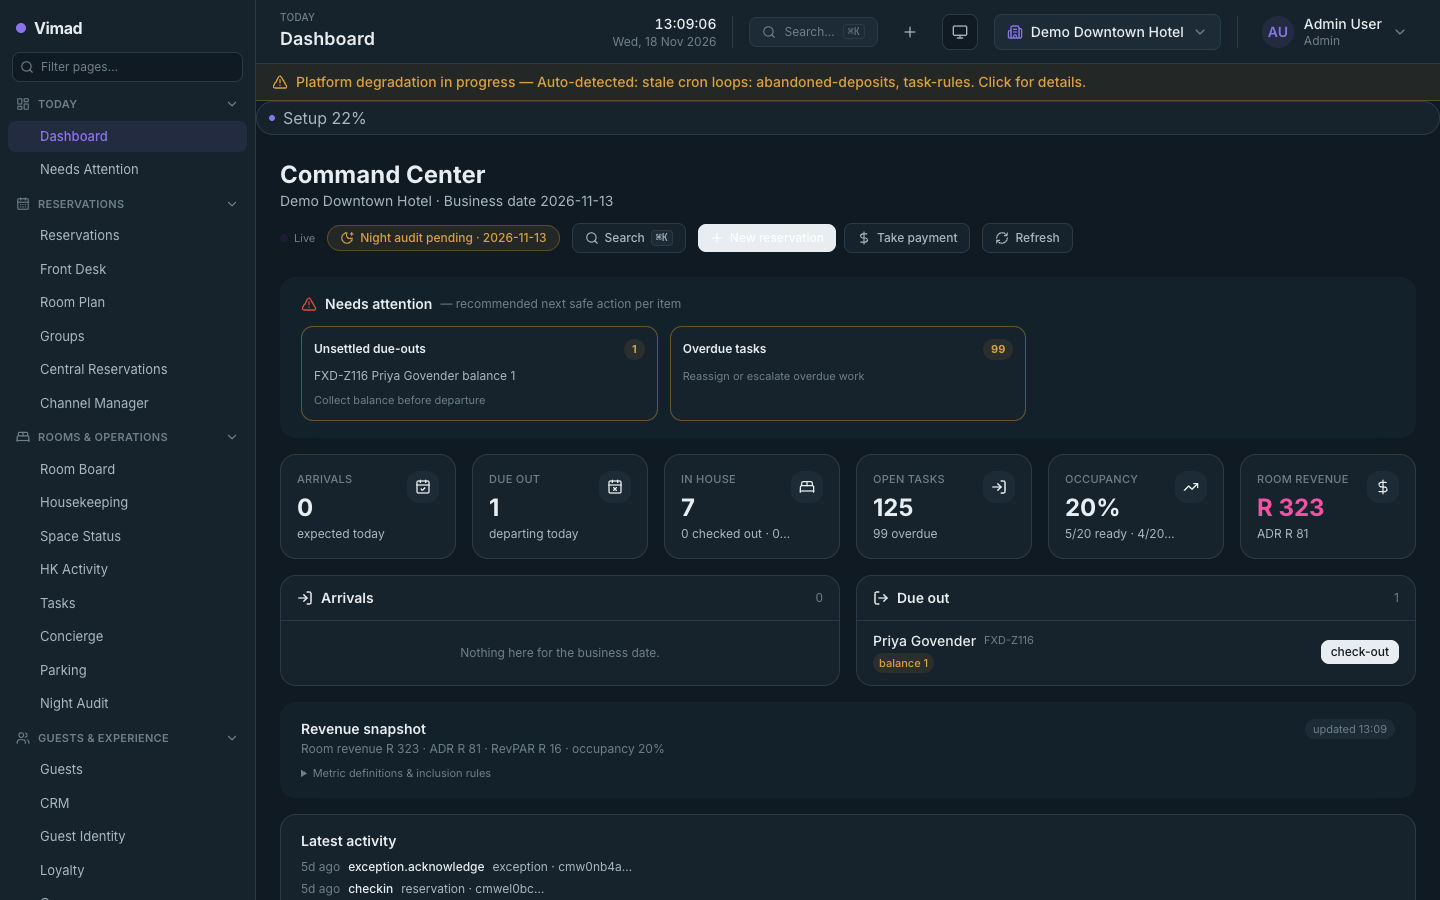 Vimad
Filter pages...
TODAY
Dashboard
Needs Attention
RESERVATIONS
Reservations
Front Desk
Room Plan
Groups
Central Reservations
Channel Manager
ROOMS & OPERATIONS
Room Board
Housekeeping
Space Status
HK Activity
Tasks
Concierge
Parking
Night Audit
GUESTS & EXPERIENCE
Guests
CRM
Guest Identity
Loyalty
TODAY
Dashboard
13:09:06
Wed, 18 Nov 2026
Search... ⌘K
Demo Downtown Hotel
AU
Admin User
Admin
Platform degradation in progress — Auto-detected: stale cron loops: abandoned-deposits, task-rules. Click for details.
Setup 22%
Command Center
Demo Downtown Hotel · Business date 2026-11-13
Live
Night audit pending · 2026-11-13
Search ⌘K
New reservation
Take payment
Refresh
Needs attention — recommended next safe action per item
Unsettled due-outs 1
FXD-Z116 Priya Govender balance 1
Collect balance before departure
Overdue tasks 99
Reassign or escalate overdue work
ARRIVALS
0
expected today
DUE OUT
1
departing today
IN HOUSE
7
0 checked out · 0...
OPEN TASKS
125
99 overdue
OCCUPANCY
20%
5/20 ready · 4/20...
ROOM REVENUE
R 323
ADR R 81
Arrivals 0
Nothing here for the business date.
Due out 1
Priya Govender FXD-Z116
balance 1
check-out
Revenue snapshot
updated 13:09
Room revenue R 323 · ADR R 81 · RevPAR R 16 · occupancy 20%
Metric definitions & inclusion rules
Latest activity
5d ago exception.acknowledge exception · cmw0nb4a...
5d ago checkin reservation · cmwel0bc...